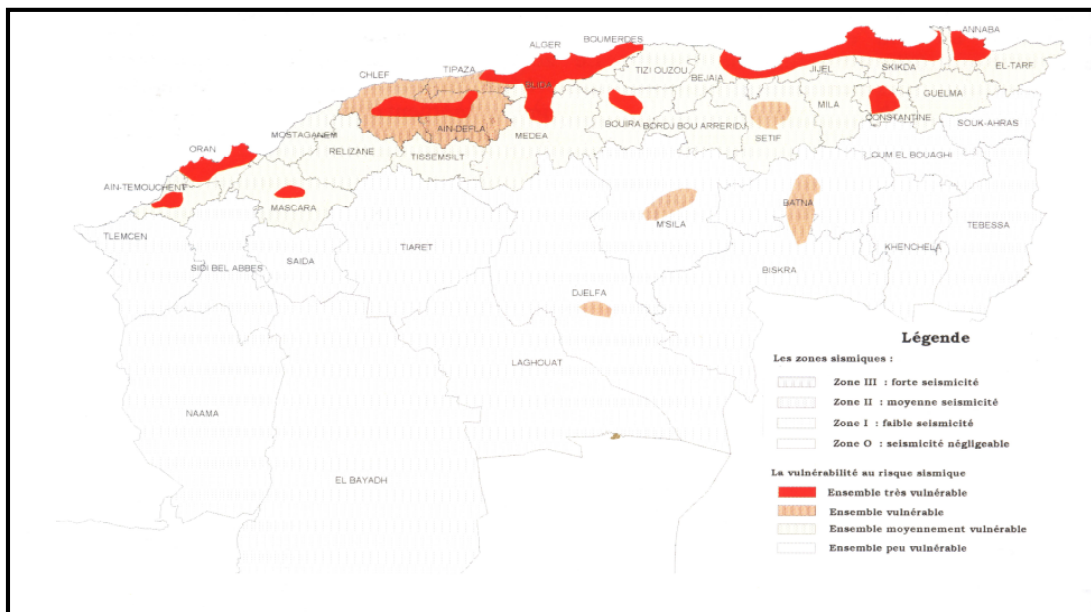 ANNABA
BOUMERDES
ALGER
TIPAZA
CHLEF
TIZI OUZOU
BEJAIA
JIJEL
SKIKDA
EL-TARF
BLIDA
GUELMA
MILA
AIN-DEFLA
MEDEA
BOUIRA
BORDJ BOU ARRERIDJ
SETIF
CONSTANTINE
SOUK-AHRAS
MOSTAGANEM
ORAN
RELIZANE
TISSEMSILT
OUM EL BOUAGHI
AIN-TEMOUCHENT
MASCARA
BATNA
M'SILA
TLEMCEN
TIARET
KHENCHELA
TEBESSA
SIDI BEL ABBES
SAIDA
BISKRA
DJELFA
LAGHOUAT
NAAMA
EL BAYADH
Légende
Les zones sismiques :
Zone III : forte seismicité
Zone II : moyenne seismicité
Zone I : faible seismicité
Zone O : seismicité négligeable
La vulnérabilité au risque sismique
Ensemble très vulnérable
Ensemble vulnérable
Ensemble moyennement vulnérable
Ensemble peu vulnérable